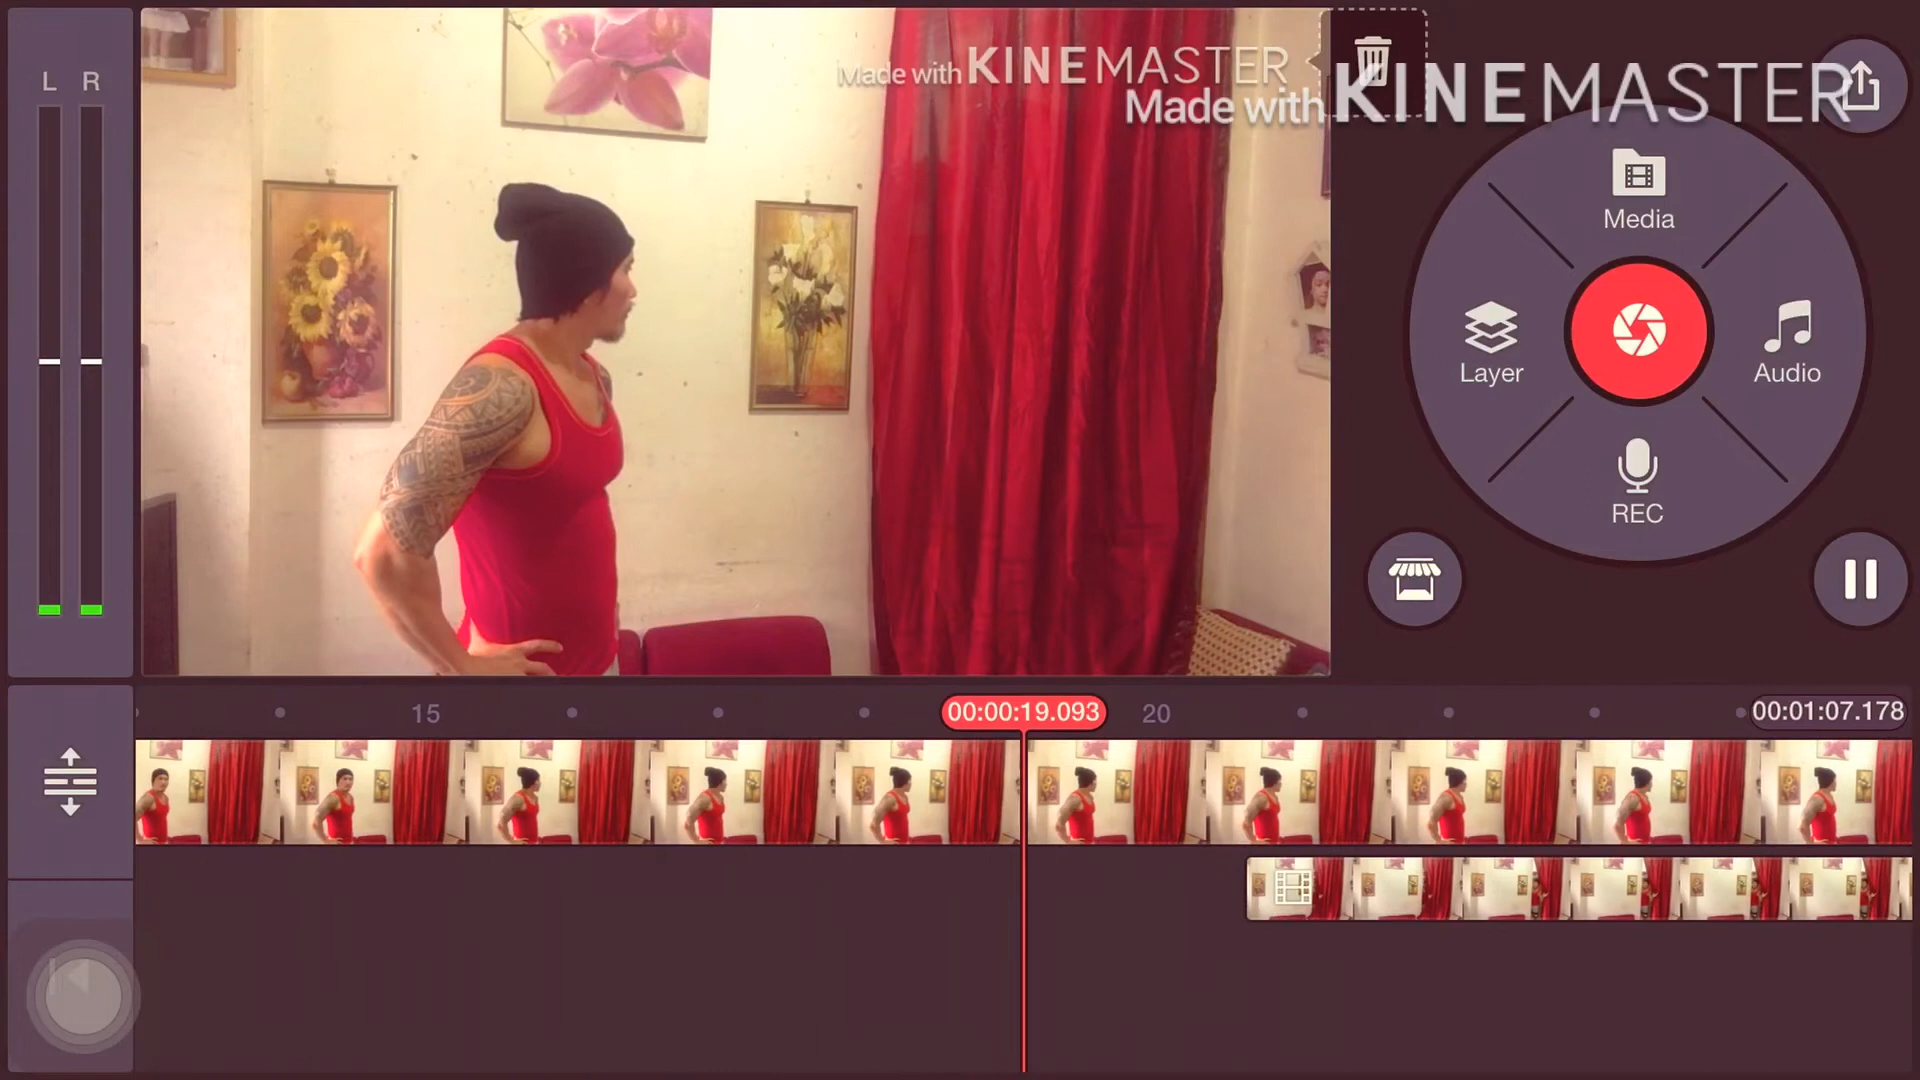 L R
Made with KINEMASTER
Made with KINEMASTER
Media
Layer
Audio
REC
15
00:00:19.093
20
00:01:07.178